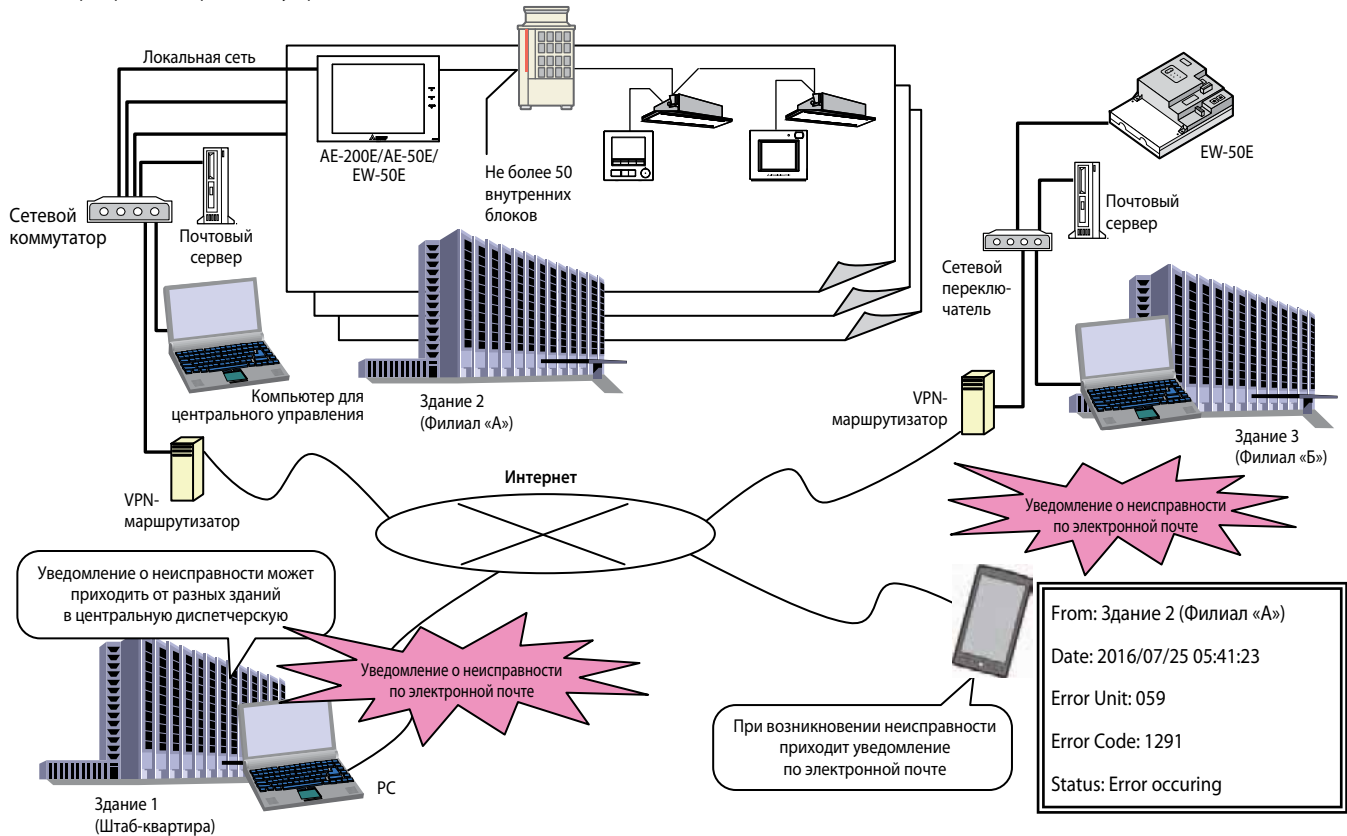 Локальная сеть
AE-200E/AE-50E/
EW-50E
Не более 50
внутренних
блоков
EW-50E
Сетевой
коммутатор
Почтовый
сервер
Почтовый
сервер
Сетевой
переклю-
чатель
Компьютер для
центрального управления
Здание 2
(Филиал «А»)
VPN-
маршрутизатор
Здание 3
(Филиал «Б»)
VPN-
маршрутизатор
Интернет
Уведомление о неисправности
по электронной почте
Уведомление о неисправности может
приходить от разных зданий
в центральную диспетчерскую
Уведомление о неисправности
по электронной почте
From: Здание 2 (Филиал «А»)
Date: 2016/07/25 05:41:23
Error Unit: 059
Error Code: 1291
Status: Error occuring
При возникновении неисправности
приходит уведомление
по электронной почте
PC
Здание 1
(Штаб-квартира)